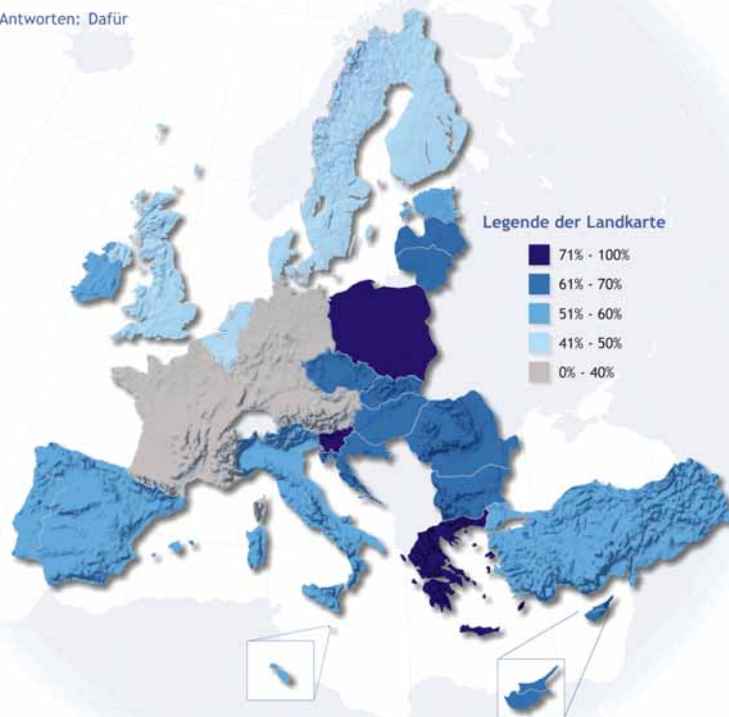 Antworten: Dafür
Legende der Landkarte
71% - 100%
61% - 70%
51% - 60%
41% - 50%
0% - 40%